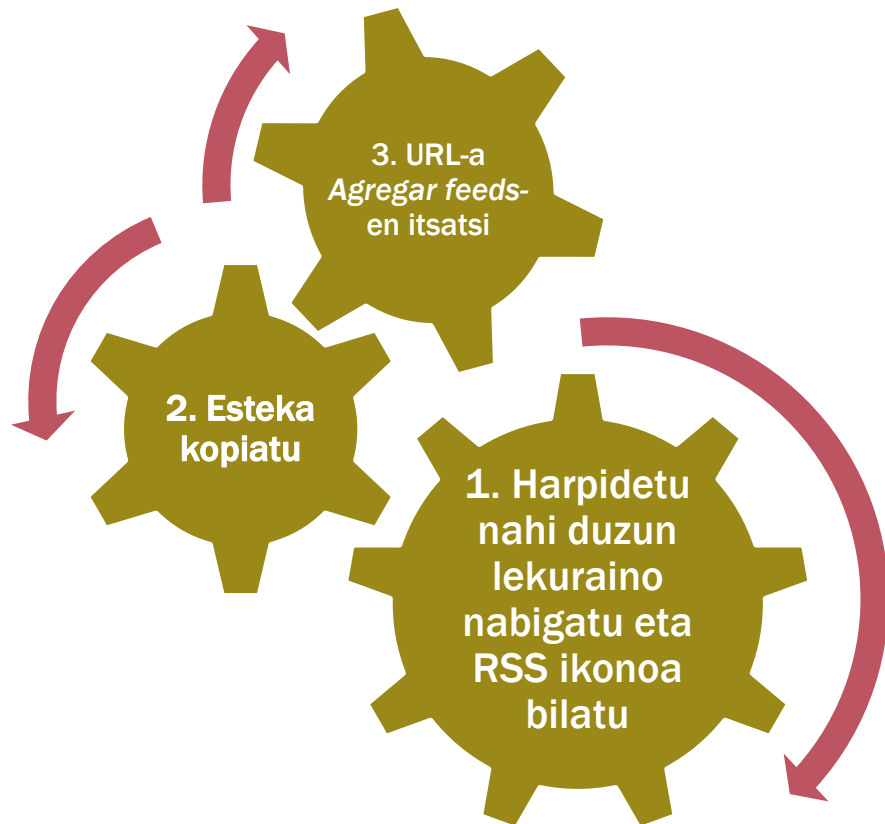 3. URL-a
Agregar feeds-
en itsatsi
2. Esteka
kopiatu
1. Harpidetu
nahi duzun
lekuraino
nabigatu eta
RSS ikonoa
bilatu